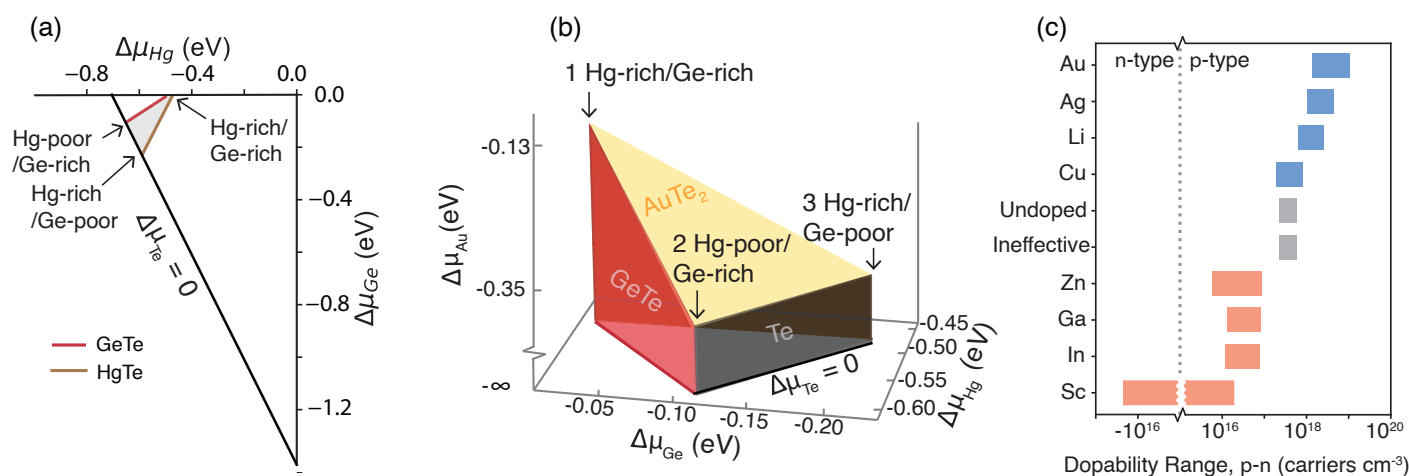 (a)
Δμ_Hg (eV)
−0.8
−0.4
0.0
0.0
Hg-poor
/Ge-rich
Hg-rich/
Ge-rich
Hg-rich
/Ge-poor
−0.4
Δμ_Te = 0
Δμ_Ge (eV)
−0.8
−1.2
GeTe
HgTe
(b)
1 Hg-rich/Ge-rich
-0.13
AuTe₂
3 Hg-rich/
Ge-poor
2 Hg-poor/
Ge-rich
Δμ_Au (eV)
-0.35
GeTe
Te
-∞
Δμ_Te = 0
-0.45
-0.50
-0.55
-0.60
Δμ_Hg (eV)
-0.05
-0.10
-0.15
-0.20
Δμ_Ge (eV)
(c)
n-type
p-type
Au
Ag
Li
Cu
Undoped
Ineffective
Zn
Ga
In
Sc
-10¹⁶
10¹⁶
10¹⁸
10²⁰
Dopability Range, p-n (carriers cm⁻³)